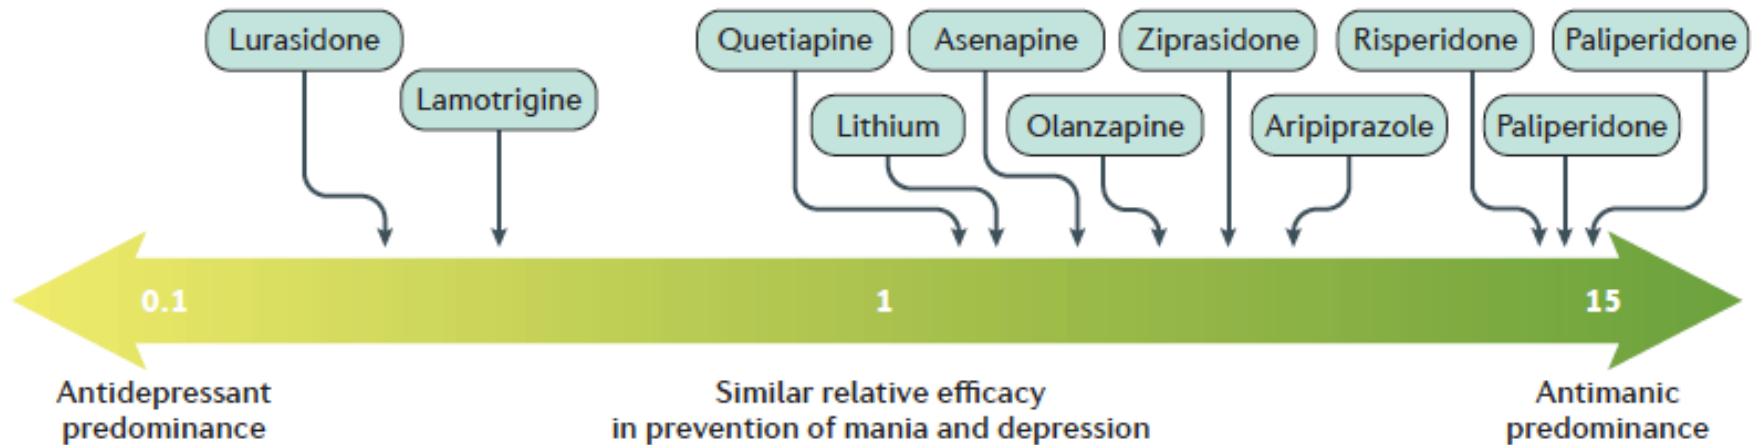 Lurasidone
Quetiapine
Asenapine
Ziprasidone
Risperidone
Paliperidone
Lamotrigine
Lithium
Olanzapine
Aripiprazole
Paliperidone
0.1
1
15
Antidepressant
predominance
Similar relative efficacy
in prevention of mania and depression
Antimanic
predominance